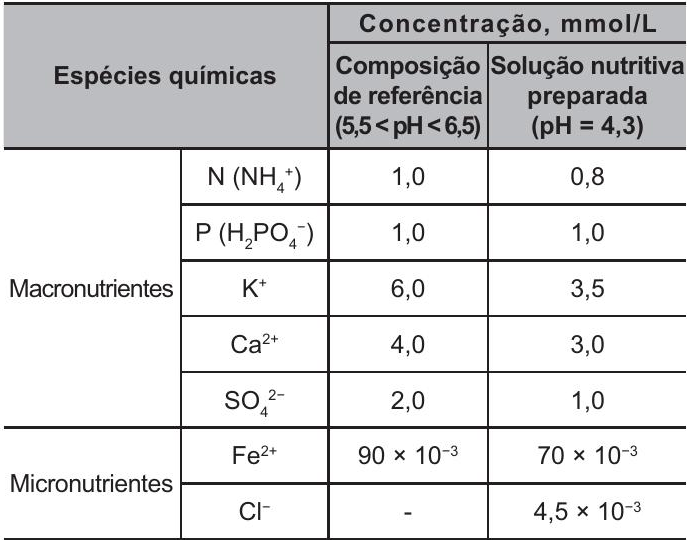 Espécies químicas
Concentração, mmol/L
Composição de referência (5,5 < pH < 6,5)
Solução nutritiva preparada (pH = 4,3)
Macronutrientes
N (NH₄⁺) 1,0 0,8
P (H₂PO₄⁻) 1,0 1,0
K⁺ 6,0 3,5
Ca²⁺ 4,0 3,0
SO₄²⁻ 2,0 1,0
Micronutrientes
Fe²⁺ 90 × 10⁻³ 70 × 10⁻³
Cl⁻ - 4,5 × 10⁻³